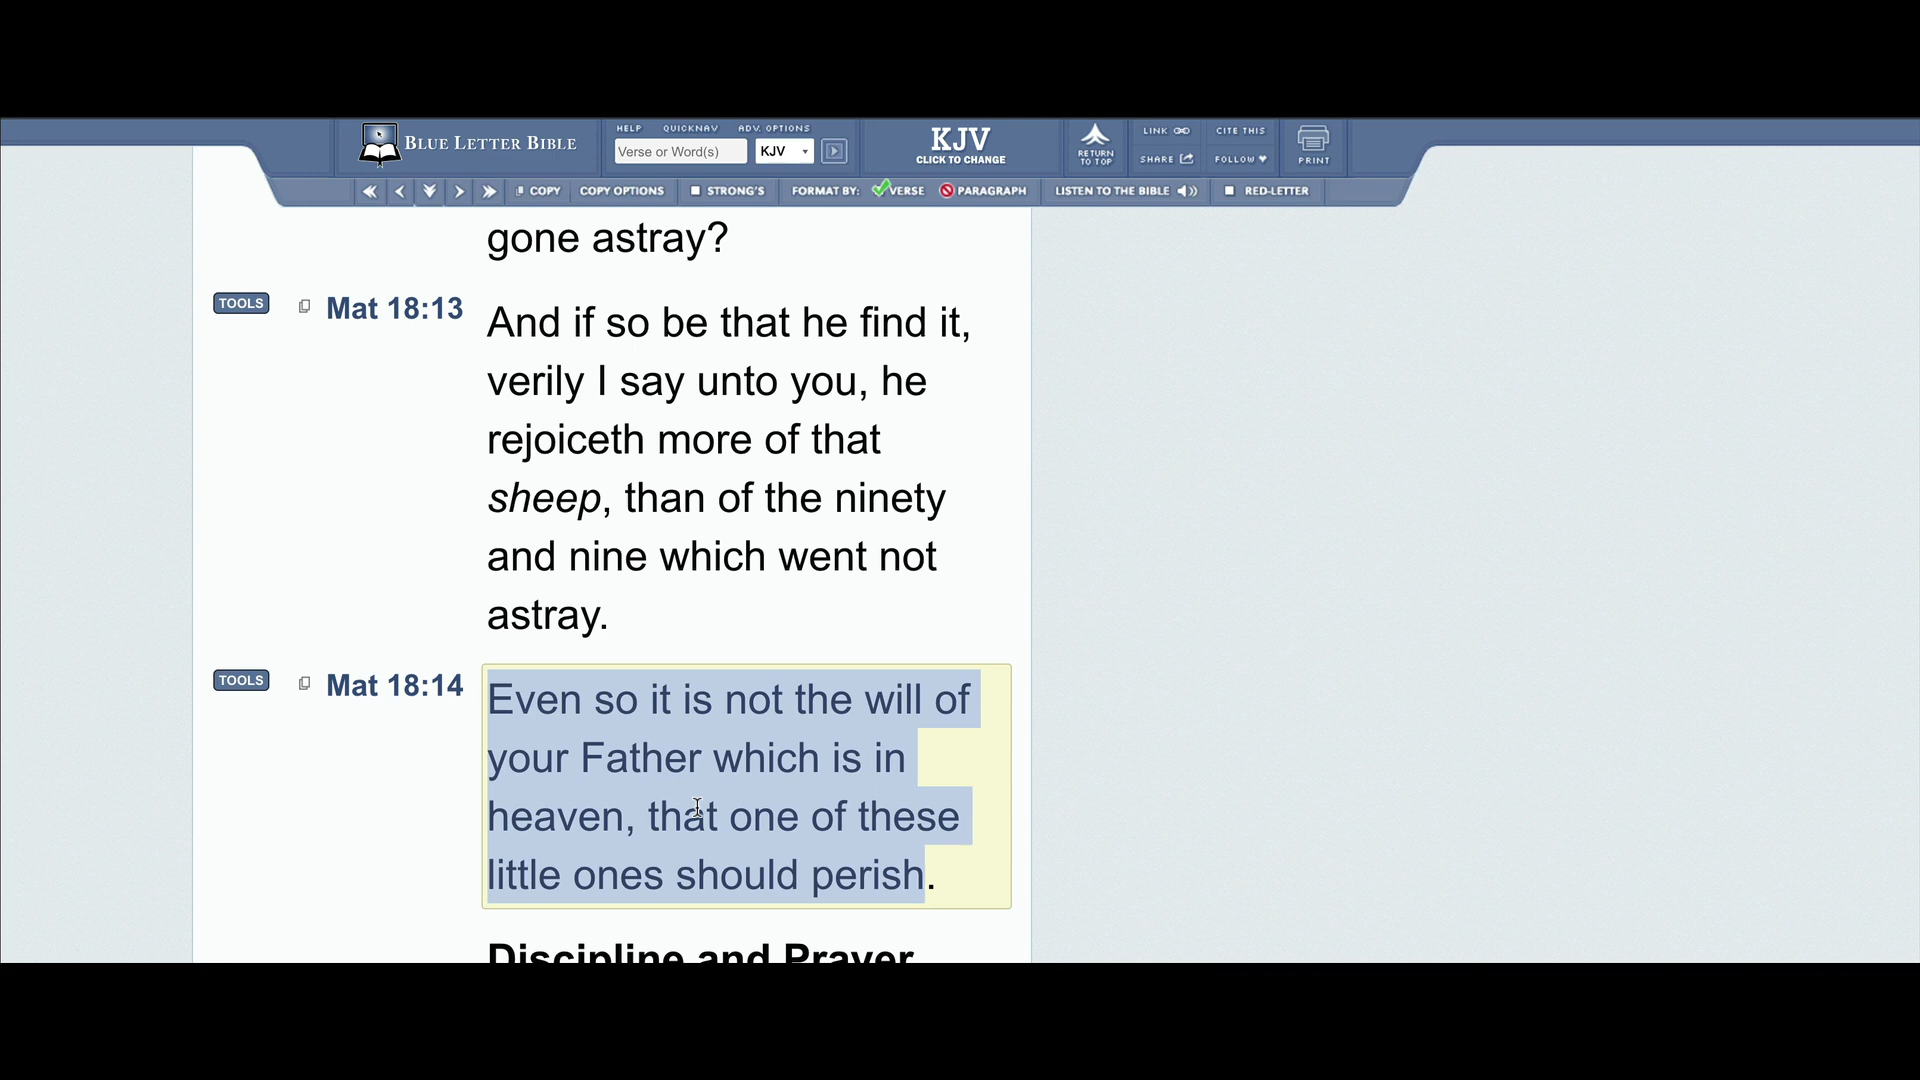 HELP QUICKNAV ADV. OPTIONS
BLUE LETTER BIBLE
Verse or Word(s) KJV
KJV
CLICK TO CHANGE
RETURN
TO TOP
LINK
SHARE
CITE THIS
FOLLOW
PRINT
COPY COPY OPTIONS STRONG'S FORMAT BY: VERSE PARAGRAPH LISTEN TO THE BIBLE RED-LETTER
gone astray?
TOOLS Mat 18:13 And if so be that he find it,
verily I say unto you, he
rejoiceth more of that
sheep, than of the ninety
and nine which went not
astray.
TOOLS Mat 18:14 Even so it is not the will of
your Father which is in
heaven, that one of these
little ones should perish.
Discipline and Prayer